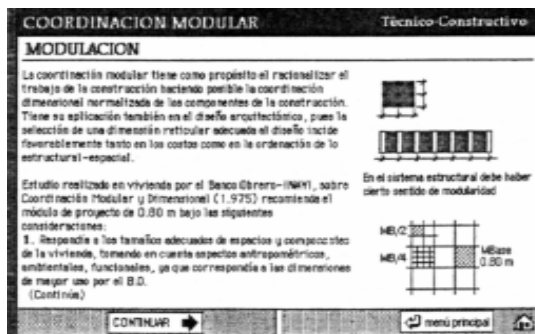 COORDINACION MODULAR
Técnico-Constructivo
MODULACION
La coordinación modular tiene como propósito el racionalizar el
trabajo de la construcción haciendo posible la coordinación
dimensional normalizada de los componentes de la construcción.
Tiene su aplicación también en el diseño arquitectónico, pues la
selección de una dimensión reticular adecuada el diseño incide
favorablemente tanto en los costos como en la ordenación de lo
estructural-espacial.
Estudio realizado en vivienda por el Banco Obrero-INAVI, sobre
Coordinación Modular y Dimensional (1.975) recomienda el
módulo de proyecto de 0.80 m bajo las siguientes
consideraciones:
1. Respondía a los tamaños adecuados de espacios y componentes
de la vivienda, tomando en cuenta aspectos antropométricos,
ambientales, funcionales, ya que correspondía a las dimensiones
de mayor uso por el B.O.
(Continúa)
En el sistema estructural debe haber
cierto sentido de modularidad
MB/2
MB/4
MBase
0.80 m
CONTINUAR
menú principal